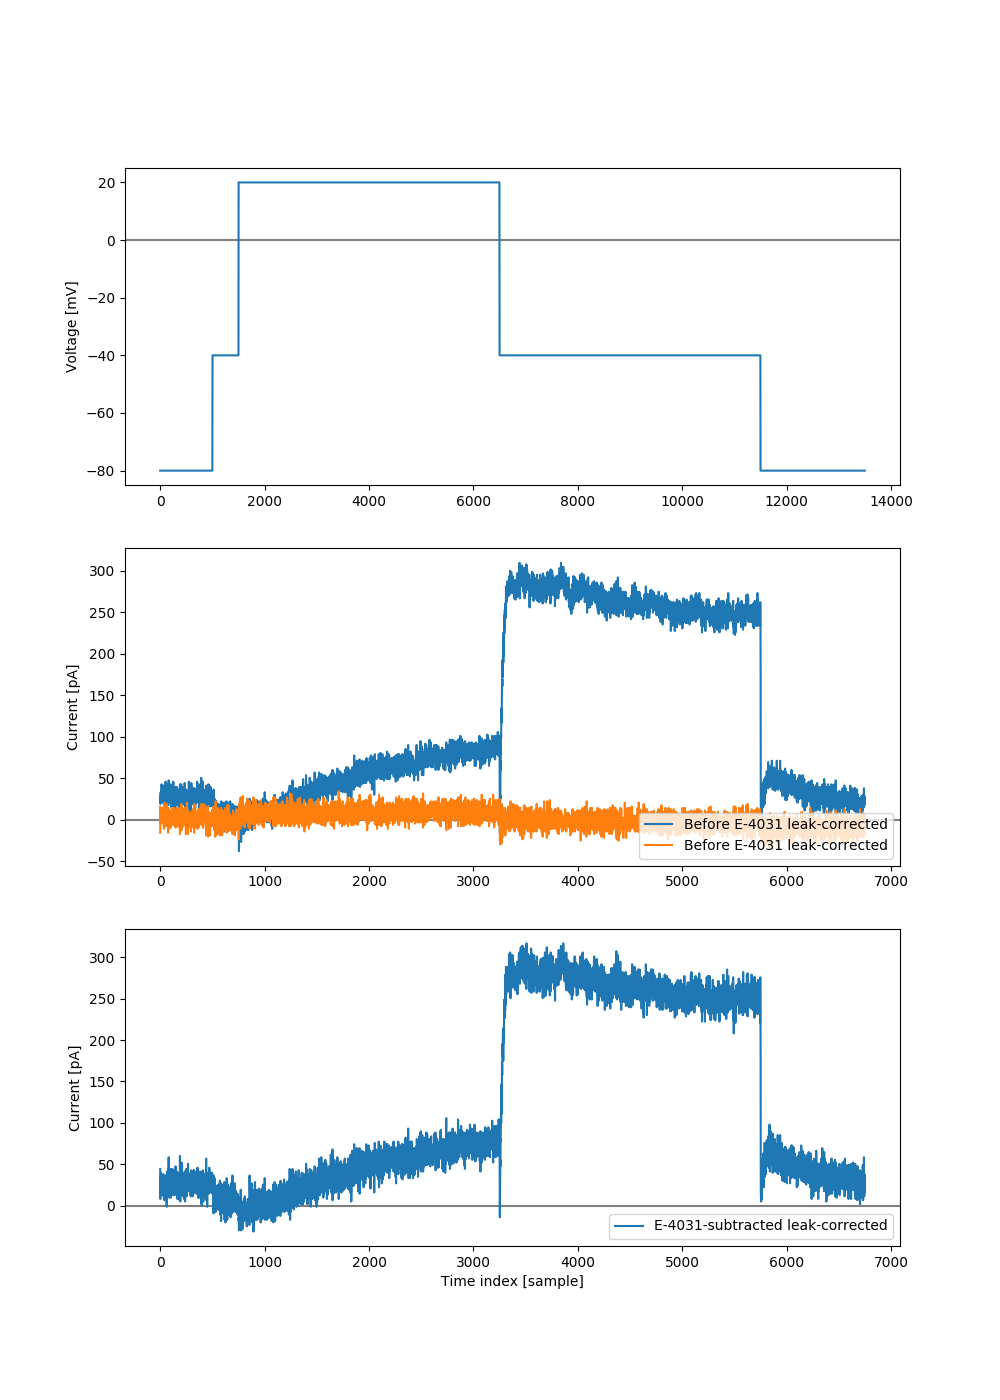 20
0
−20
−40
−60
−80
Voltage [mV]
0 2000 4000 6000 8000 10000 12000 14000
300
250
200
150
100
50
0
−50
Current [pA]
Before E-4031 leak-corrected
Before E-4031 leak-corrected
0 1000 2000 3000 4000 5000 6000 7000
300
250
200
150
100
50
0
Current [pA]
E-4031-subtracted leak-corrected
0 1000 2000 3000 4000 5000 6000 7000
Time index [sample]